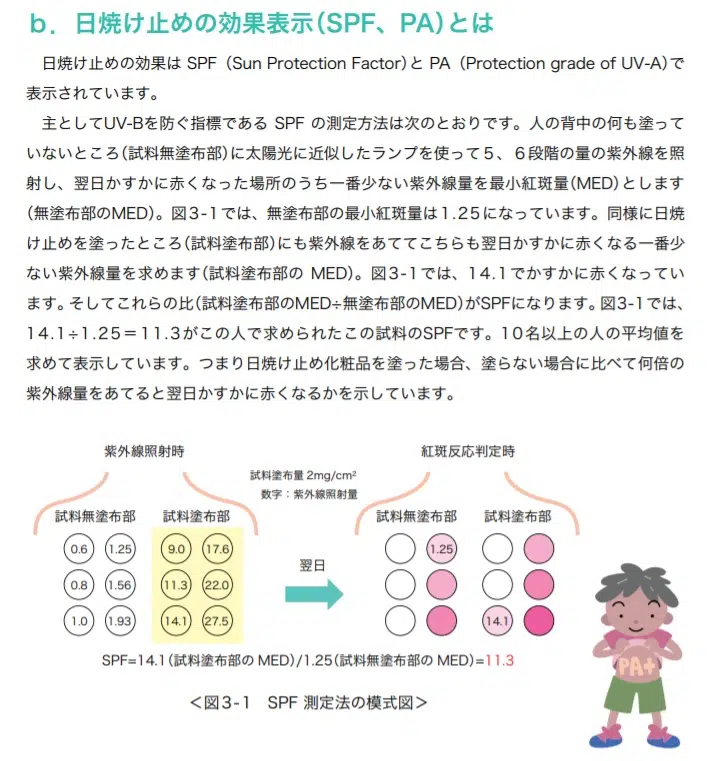 b．日焼け止めの効果表示（SPF、PA）とは
日焼け止めの効果は SPF（Sun Protection Factor）と PA（Protection grade of UV-A）で
表示されています。
主としてUV-Bを防ぐ指標である SPF の測定方法は次のとおりです。人の背中の何も塗って
いないところ（試料無塗布部）に太陽光に近似したランプを使って５、６段階の量の紫外線を照
射し、翌日かすかに赤くなった場所のうち一番少ない紫外線量を最小紅斑量（MED）とします
（無塗布部のMED）。図3-1では、無塗布部の最小紅斑量は1.25になっています。同様に日焼
け止めを塗ったところ（試料塗布部）にも紫外線をあててこちらも翌日かすかに赤くなる一番少
ない紫外線量を求めます（試料塗布部の MED）。図3-1では、14.1でかすかに赤くなってい
ます。そしてこれらの比（試料塗布部のMED÷無塗布部のMED）がSPFになります。図3-1では、
14.1÷1.25＝11.3がこの人で求められたこの試料のSPFです。10名以上の人の平均値を
求めて表示しています。つまり日焼け止め化粧品を塗った場合、塗らない場合に比べて何倍の
紫外線量をあてると翌日かすかに赤くなるかを示しています。
紫外線照射時
試料塗布量 2mg/cm²
数字：紫外線照射量
紅斑反応判定時
試料無塗布部 試料塗布部
試料無塗布部 試料塗布部
0.6 1.25 9.0 17.6
0.8 1.56 11.3 22.0
1.0 1.93 14.1 27.5
翌日
1.25
14.1
PA+
SPF=14.1（試料塗布部の MED）/1.25（試料無塗布部の MED）=11.3
＜図3-1　SPF 測定法の模式図＞